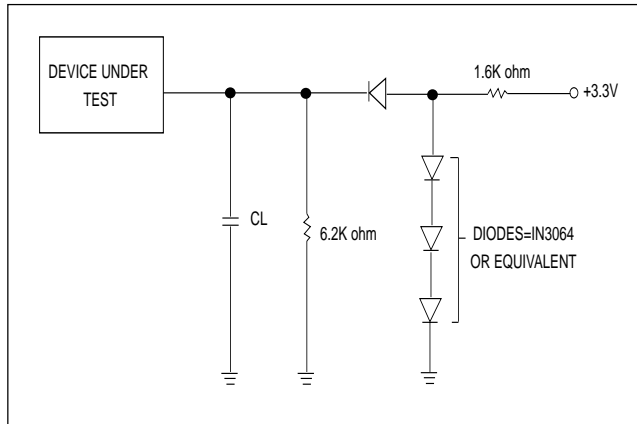 DEVICE UNDER
TEST
1.6K ohm
+3.3V
CL
6.2K ohm
DIODES=IN3064
OR EQUIVALENT